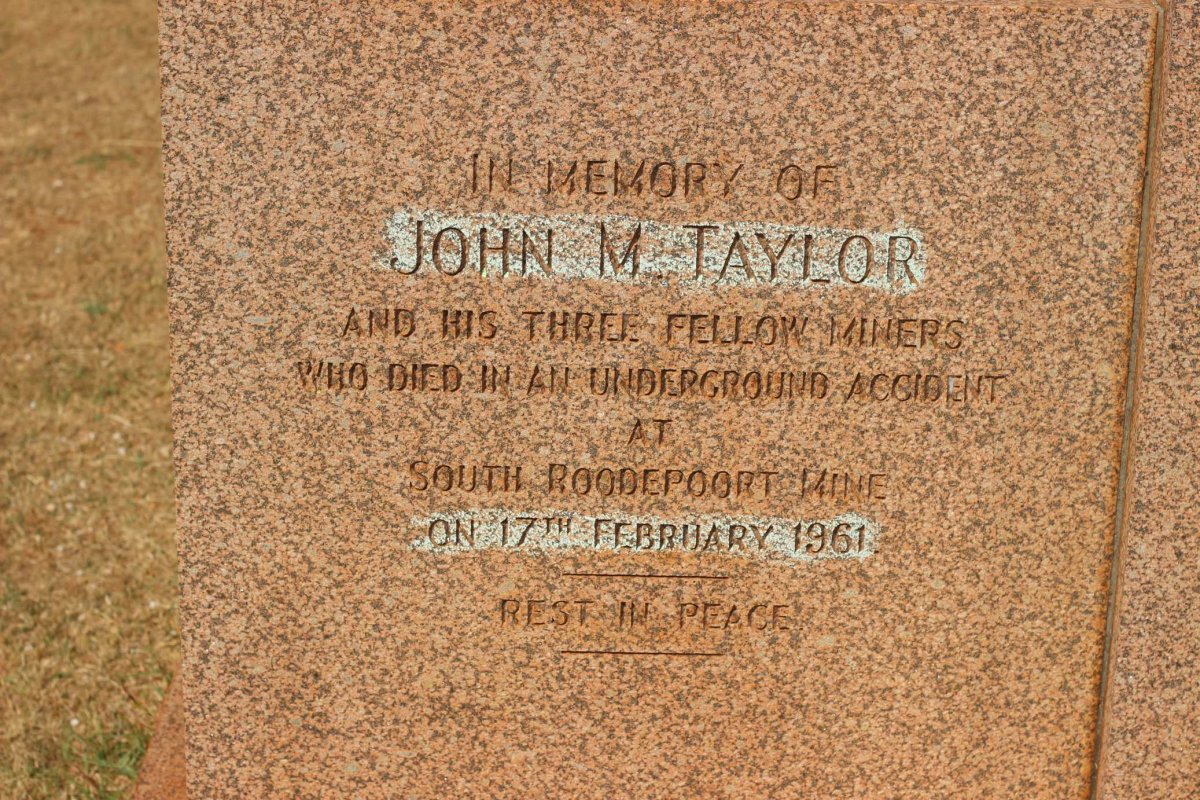 IN MEMORY OF
JOHN M. TAYLOR
AND HIS THREE FELLOW MINERS
WHO DIED IN AN UNDERGROUND ACCIDENT
AT
SOUTH ROODEPOORT MINE
ON 17TH FEBRUARY 1961
REST IN PEACE